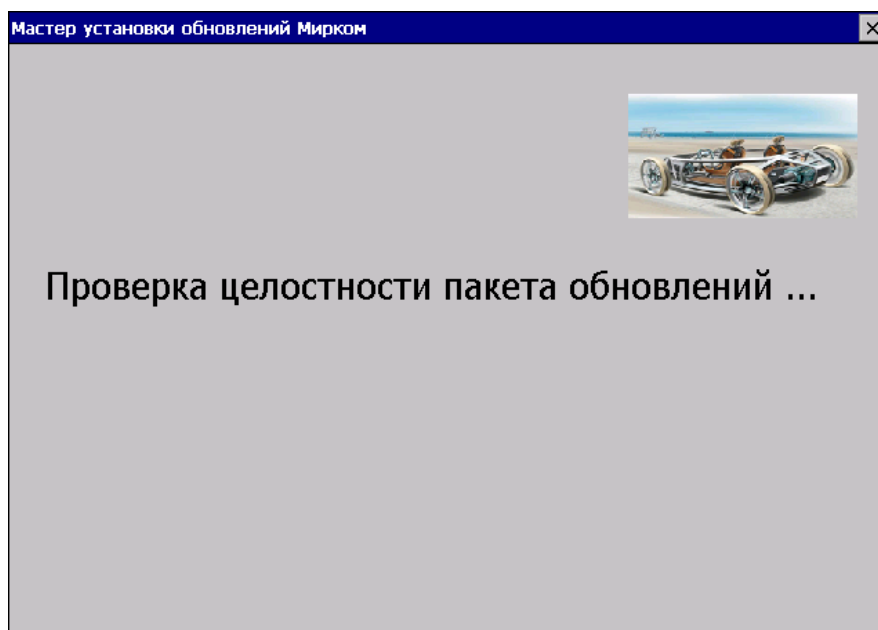 Мастер установки обновлений Мирком
Проверка целостности пакета обновлений ...